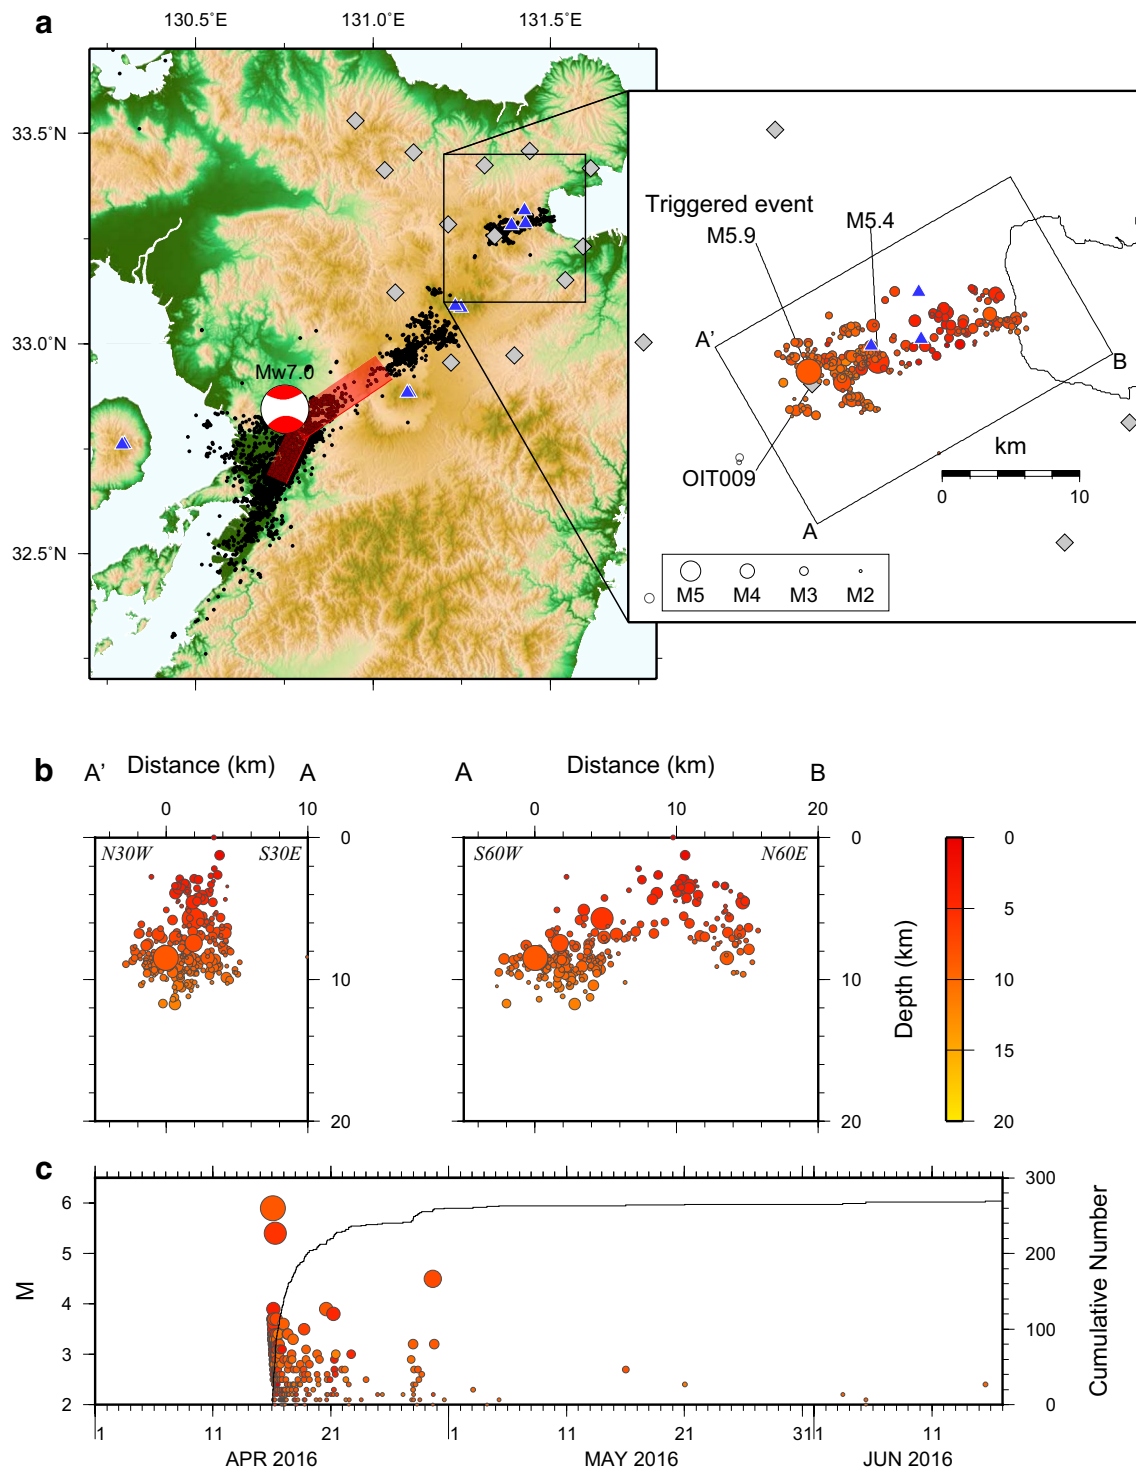 a
130.5˚E 131.0˚E 131.5˚E
33.5˚N
33.0˚N
32.5˚N
Mw7.0
Triggered event
M5.9
M5.4
A'
B
OIT009
A
km
0 10
M5 M4 M3 M2
b
A' Distance (km) A
0 10
N30W S30E
0
10
20
A Distance (km) B
0 10 20
S60W N60E
0
10
20
Depth (km)
0
5
10
15
20
c
M
6
5
4
3
2
300
200
100
0
Cumulative Number
1 11 21 1 11 21 31 1 11
APR 2016 MAY 2016 JUN 2016